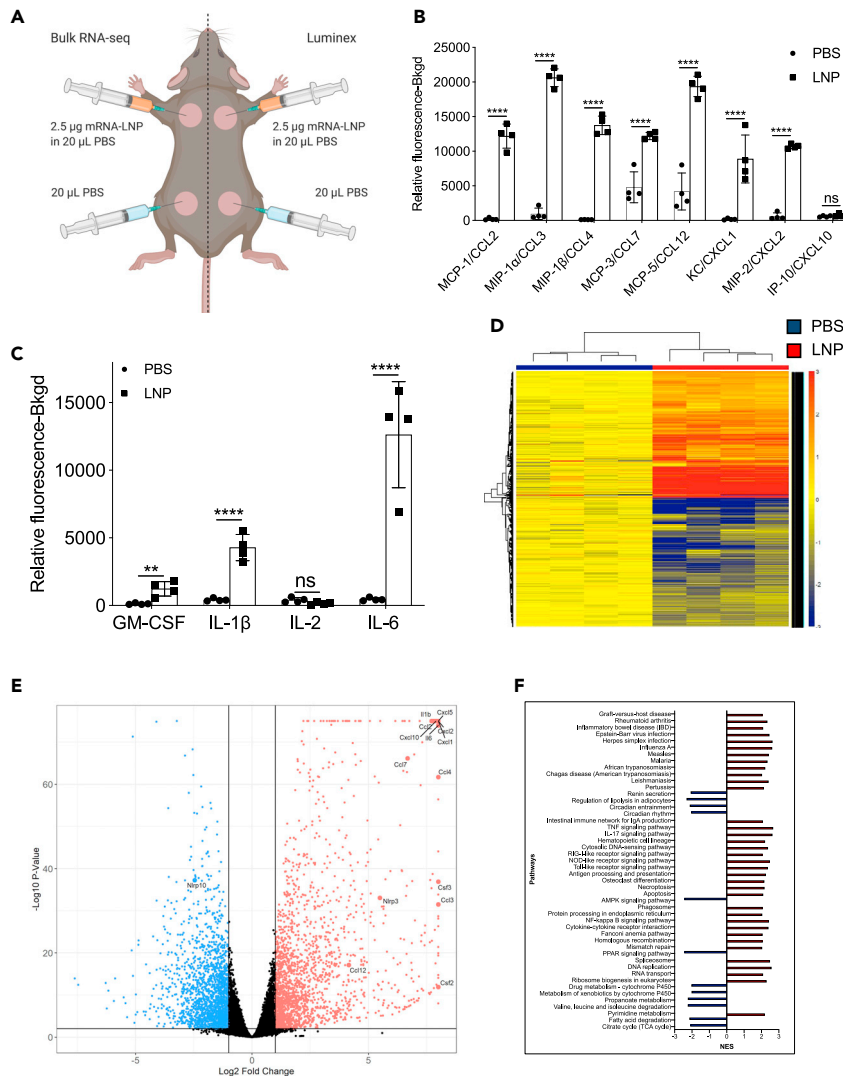 A
Bulk RNA-seq
Luminex
2.5 µg mRNA-LNP
in 20 µL PBS
2.5 µg mRNA-LNP
in 20 µL PBS
20 µL PBS
20 µL PBS
B
Relative fluorescence-Bkgd
25000
20000
15000
10000
5000
0
PBS
LNP
****
****
****
****
****
****
****
ns
MCP-1/CCL2
MIP-1α/CCL3
MIP-1β/CCL4
MCP-3/CCL7
MCP-5/CCL12
KC/CXCL1
MIP-2/CXCL2
IP-10/CXCL10
C
Relative fluorescence-Bkgd
15000
10000
5000
0
PBS
LNP
**
****
ns
****
GM-CSF
IL-1β
IL-2
IL-6
D
PBS
LNP
3
2
1
0
-1
-2
E
-Log10 P-Value
60
40
20
0
Il1b
Cxcl5
Ccl2
Cxcl2
Cxcl10
Il6
Cxcl1
Ccl7
Ccl4
Nlrp10
Nlrp3
Csf3
Ccl3
Ccl12
Csf2
-5
0
5
Log2 Fold Change
F
Pathways
Graft-versus-host disease
Rheumatoid arthritis
Inflammatory bowel disease (IBD)
Epstein-Barr virus infection
Herpes simplex infection
Influenza A
Measles
Malaria
African trypanosomiasis
Chagas disease (American trypanosomiasis)
Leishmaniasis
Pertussis
Renin secretion
Regulation of lipolysis in adipocytes
Circadian entrainment
Circadian rhythm
Intestinal immune network for IgA production
TNF signaling pathway
IL-17 signaling pathway
Hematopoietic cell lineage
Cytosolic DNA-sensing pathway
RIG-I-like receptor signaling pathway
NOD-like receptor signaling pathway
Toll-like receptor signaling pathway
Antigen processing and presentation
Osteoclast differentiation
Necroptosis
Apoptosis
AMPK signaling pathway
Phagosome
Protein processing in endoplasmic reticulum
NF-kappa B signaling pathway
Cytokine-cytokine receptor interaction
Fanconi anemia pathway
Homologous recombination
Mismatch repair
PPAR signaling pathway
Spliceosome
DNA replication
RNA transport
Ribosome biogenesis in eukaryotes
Drug metabolism - cytochrome P450
Metabolism of xenobiotics by cytochrome P450
Propanoate metabolism
Valine, leucine and isoleucine degradation
Pyrimidine metabolism
Fatty acid degradation
Citrate cycle (TCA cycle)
-3
-2
-1
0
1
2
3
NES